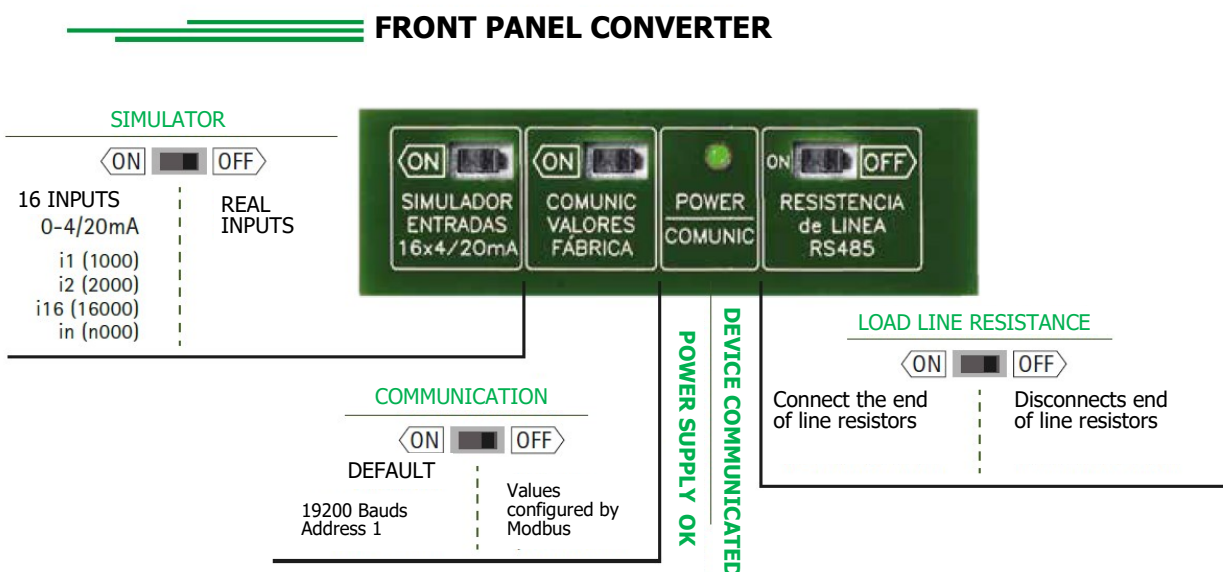 FRONT PANEL CONVERTER
SIMULATOR
ON OFF
16 INPUTS
0-4/20mA
i1 (1000)
i2 (2000)
i16 (16000)
in (n000)
REAL
INPUTS
ON
SIMULADOR
ENTRADAS
16x4/20mA
ON
COMUNIC
VALORES
FÁBRICA
POWER
COMUNIC
ON OFF
RESISTENCIA
de LINEA
RS485
COMMUNICATION
ON OFF
DEFAULT
19200 Bauds
Address 1
Values
configured by
Modbus
POWER SUPPLY OK
DEVICE COMMUNICATED
LOAD LINE RESISTANCE
ON OFF
Connect the end
of line resistors
Disconnects end
of line resistors